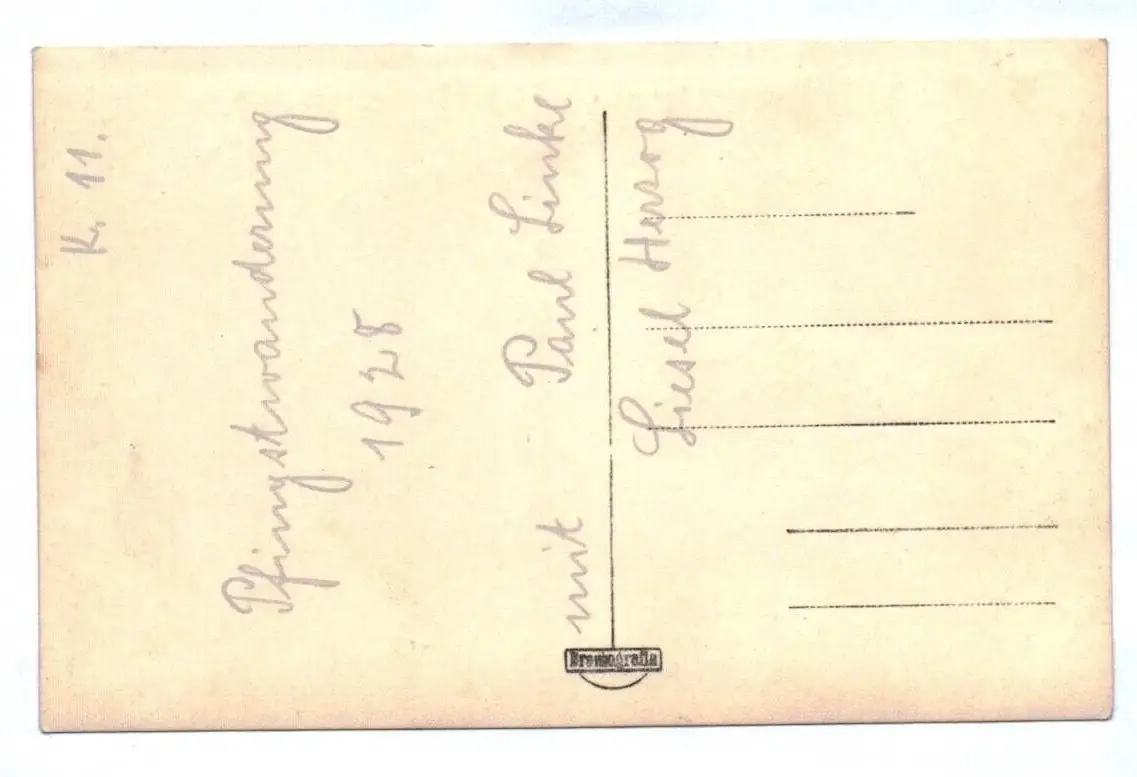 K. 11.
Pfingstwanderung
1928
mit Paul Linke
Liesel Herzog
Bromografia